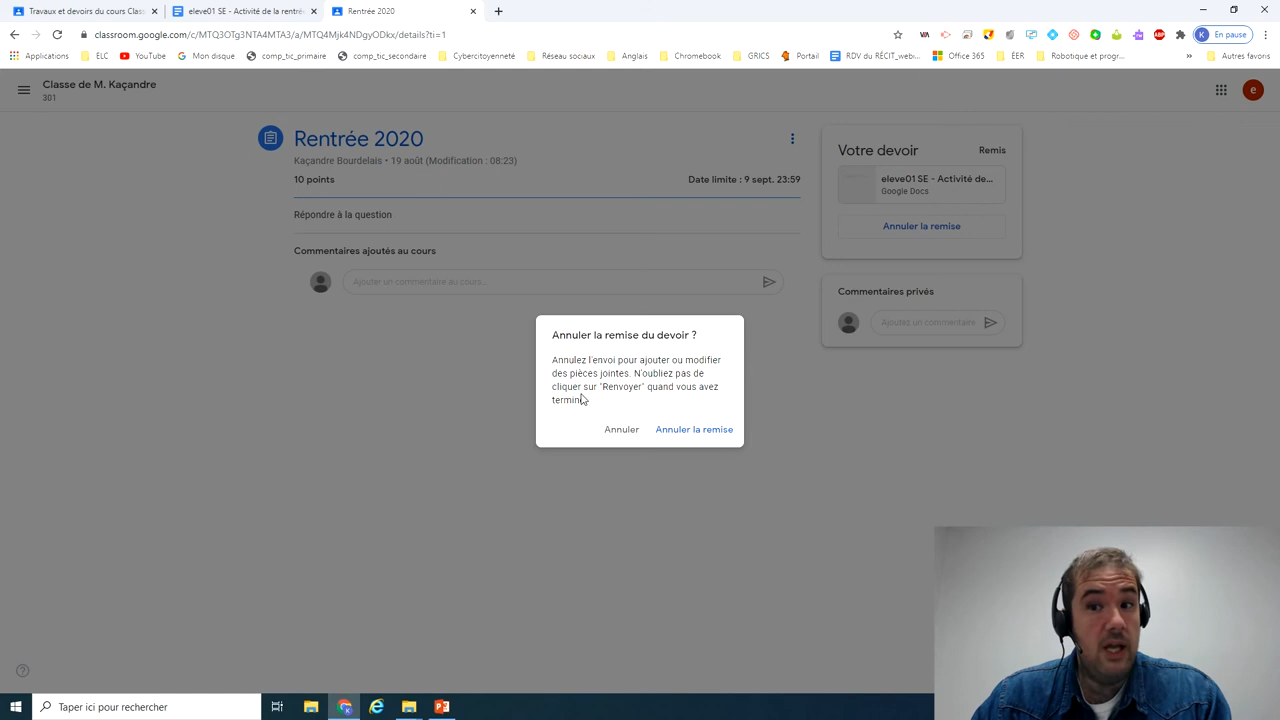 Travaux et devoirs du cours Clas
eleve01 SE - Activité de la rentrée
Rentrée 2020
classroom.google.com/c/MTQ3OTg3NTA4MTA3/a/MTQ4Mjk4NDgyODkx/details?ti=1
K En pause
Applications ELC YouTube Mon disque comp_tic_primaire comp_tic_secondaire Cybercitoyenneté Réseau sociaux Anglais Chromebook GRICS Portail RDV du RÉCIT_webi... Office 365 ÉER Robotique et progr... » Autres favoris
Classe de M. Kaçandre
301
e
Rentrée 2020
Kaçandre Bourdelais • 19 août (Modification : 08:23)
10 points
Date limite : 9 sept. 23:59
Répondre à la question
Commentaires ajoutés au cours
Ajouter un commentaire au cours...
Votre devoir
Remis
eleve01 SE - Activité de...
Google Docs
Annuler la remise
Commentaires privés
Ajoutez un commentaire
Annuler la remise du devoir ?
Annulez l'envoi pour ajouter ou modifier
des pièces jointes. N'oubliez pas de
cliquer sur "Renvoyer" quand vous avez
terminé
Annuler
Annuler la remise
Taper ici pour rechercher